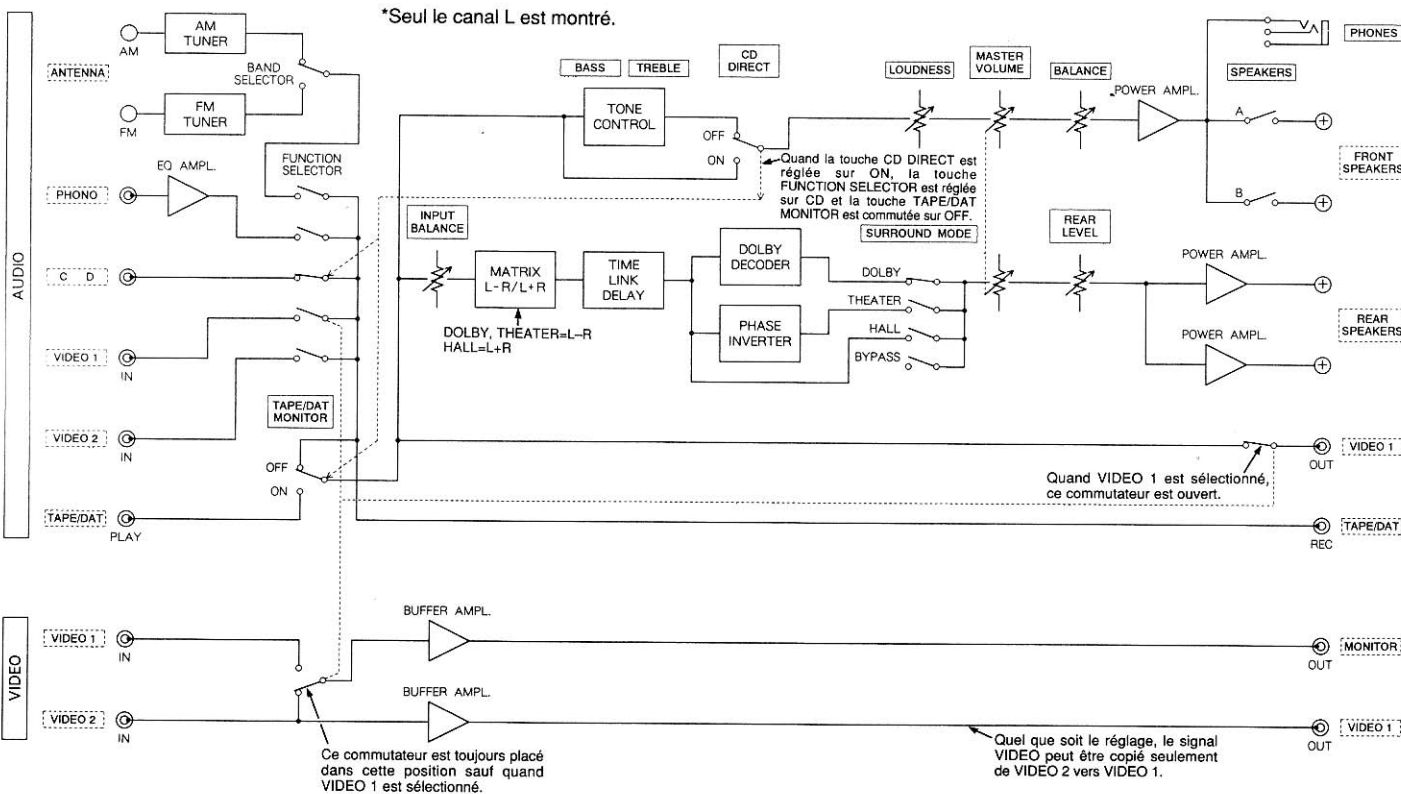 *Seul le canal L est montré.
AUDIO
ANTENNA
AM
AM
TUNER
BAND
SELECTOR
FM
FM
TUNER
PHONO
EQ AMPL.
FUNCTION
SELECTOR
C D
VIDEO 1
IN
VIDEO 2
IN
TAPE/DAT
MONITOR
OFF
ON
TAPE/DAT
PLAY
BASS
TREBLE
CD
DIRECT
TONE
CONTROL
OFF
ON
LOUDNESS
MASTER
VOLUME
BALANCE
POWER AMPL.
PHONES
SPEAKERS
A
B
FRONT
SPEAKERS
Quand la touche CD DIRECT est
réglée sur ON, la touche
FUNCTION SELECTOR est réglée
sur CD et la touche TAPE/DAT
MONITOR est commutée sur OFF.
INPUT
BALANCE
MATRIX
L-R/L+R
DOLBY, THEATER=L-R
HALL=L+R
TIME
LINK
DELAY
DOLBY
DECODER
PHASE
INVERTER
SURROUND MODE
DOLBY
THEATER
HALL
BYPASS
REAR
LEVEL
POWER AMPL.
POWER AMPL.
REAR
SPEAKERS
VIDEO 1
OUT
Quand VIDEO 1 est sélectionné,
ce commutateur est ouvert.
TAPE/DAT
REC
VIDEO
VIDEO 1
IN
BUFFER AMPL.
MONITOR
OUT
VIDEO 2
IN
BUFFER AMPL.
VIDEO 1
OUT
Ce commutateur est toujours placé
dans cette position sauf quand
VIDEO 1 est sélectionné.
Quel que soit le réglage, le signal
VIDEO peut être copié seulement
de VIDEO 2 vers VIDEO 1.